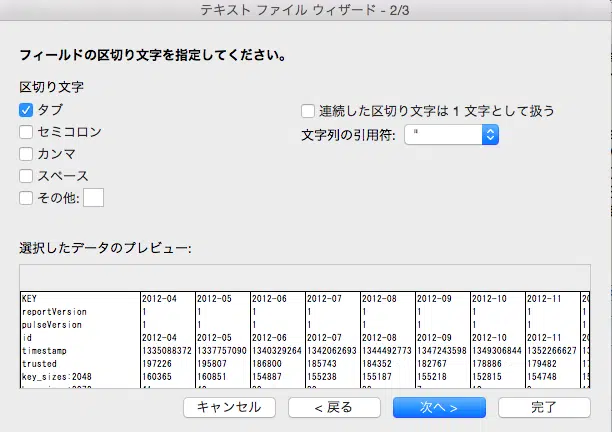 テキスト ファイル ウィザード - 2/3
フィールドの区切り文字を指定してください。
区切り文字
タブ
連続した区切り文字は 1 文字として扱う
セミコロン
文字列の引用符: "
カンマ
スペース
その他:
選択したデータのプレビュー:
KEY 2012-04 2012-05 2012-06 2012-07 2012-08 2012-09 2012-10 2012-11 20
reportVersion 1 1 1 1 1 1 1 1 1
pulseVersion 1 1 1 1 1 1 1 1 1
id 2012-04 2012-05 2012-06 2012-07 2012-08 2012-09 2012-10 2012-11 20
timestamp 1335088372 1337757090 1340329264 1342062693 1344492773 1347243598 1349306844 1352266627 13
trusted 197226 195807 186800 185743 184352 182767 178886 179482 17
key_sizes:2048 160365 160851 154887 155238 155187 155218 152815 154748 15
キャンセル
< 戻る
次へ >
完了